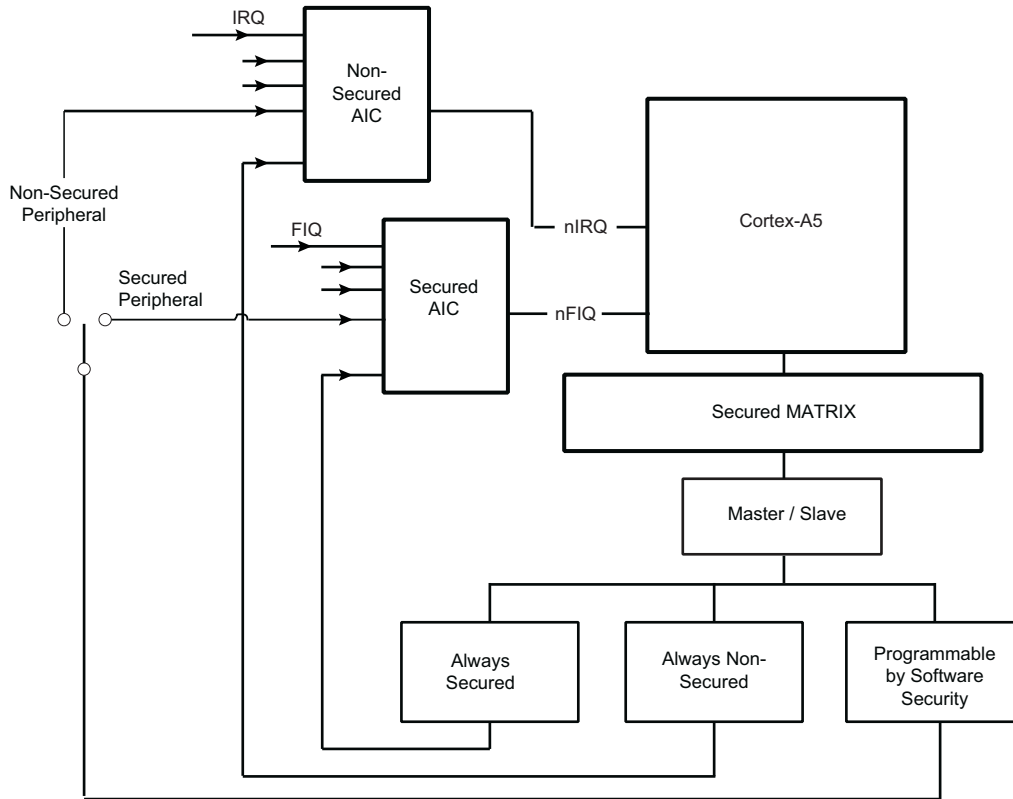 IRQ
Non-
Secured
AIC
Non-Secured
Peripheral
nIRQ
Cortex-A5
FIQ
Secured
Peripheral
Secured
AIC
nFIQ
Secured MATRIX
Master / Slave
Always
Secured
Always Non-
Secured
Programmable
by Software
Security